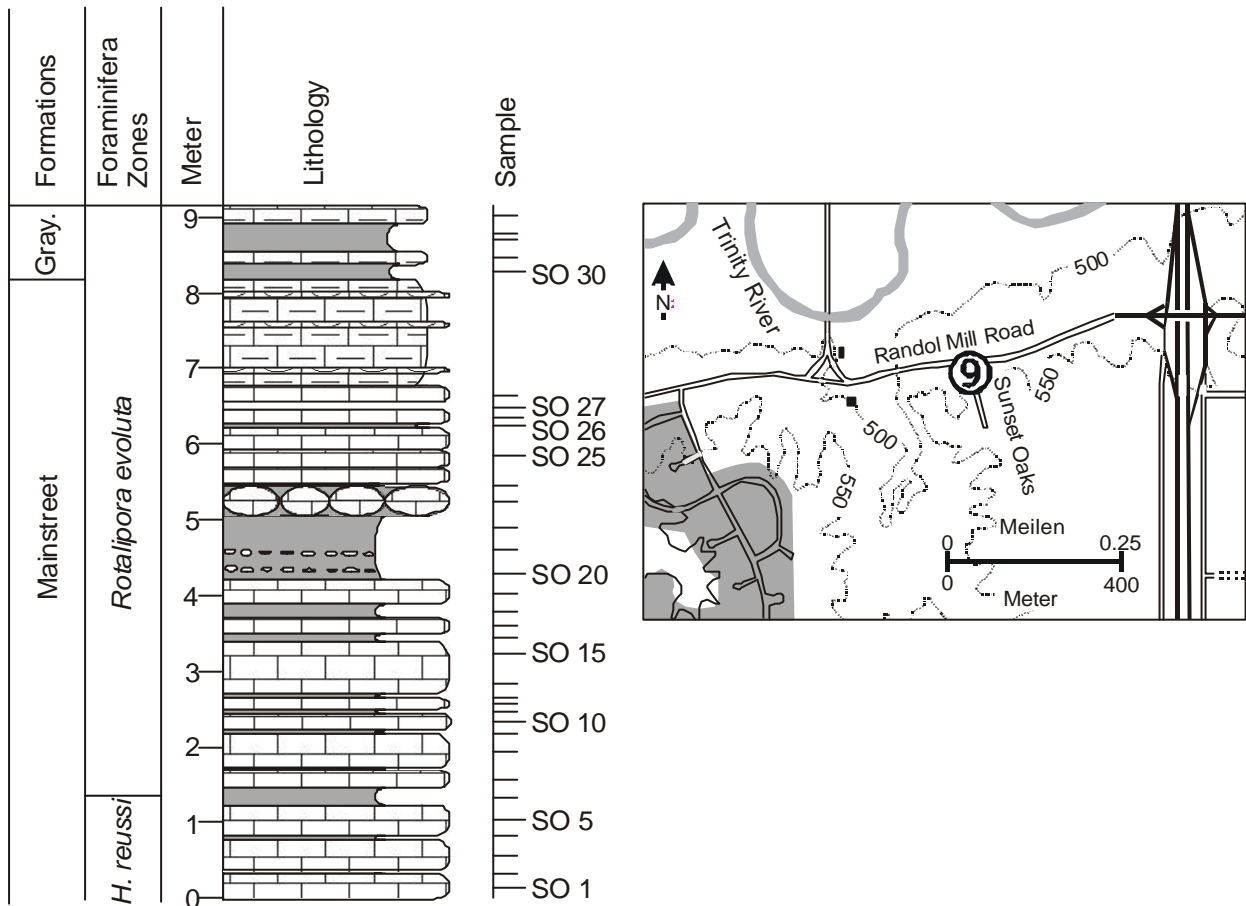 Formations
Foraminifera
Zones
Meter
Lithology
Sample
Gray.
Mainstreet
Rotalipora evoluta
H. reussi
9
8
7
6
5
4
3
2
1
0
SO 30
SO 27
SO 26
SO 25
SO 20
SO 15
SO 10
SO 5
SO 1
Trinity River
N
500
Randol Mill Road
9
550
Sunset Oaks
500
550
Meilen
0 0.25
0 400
Meter